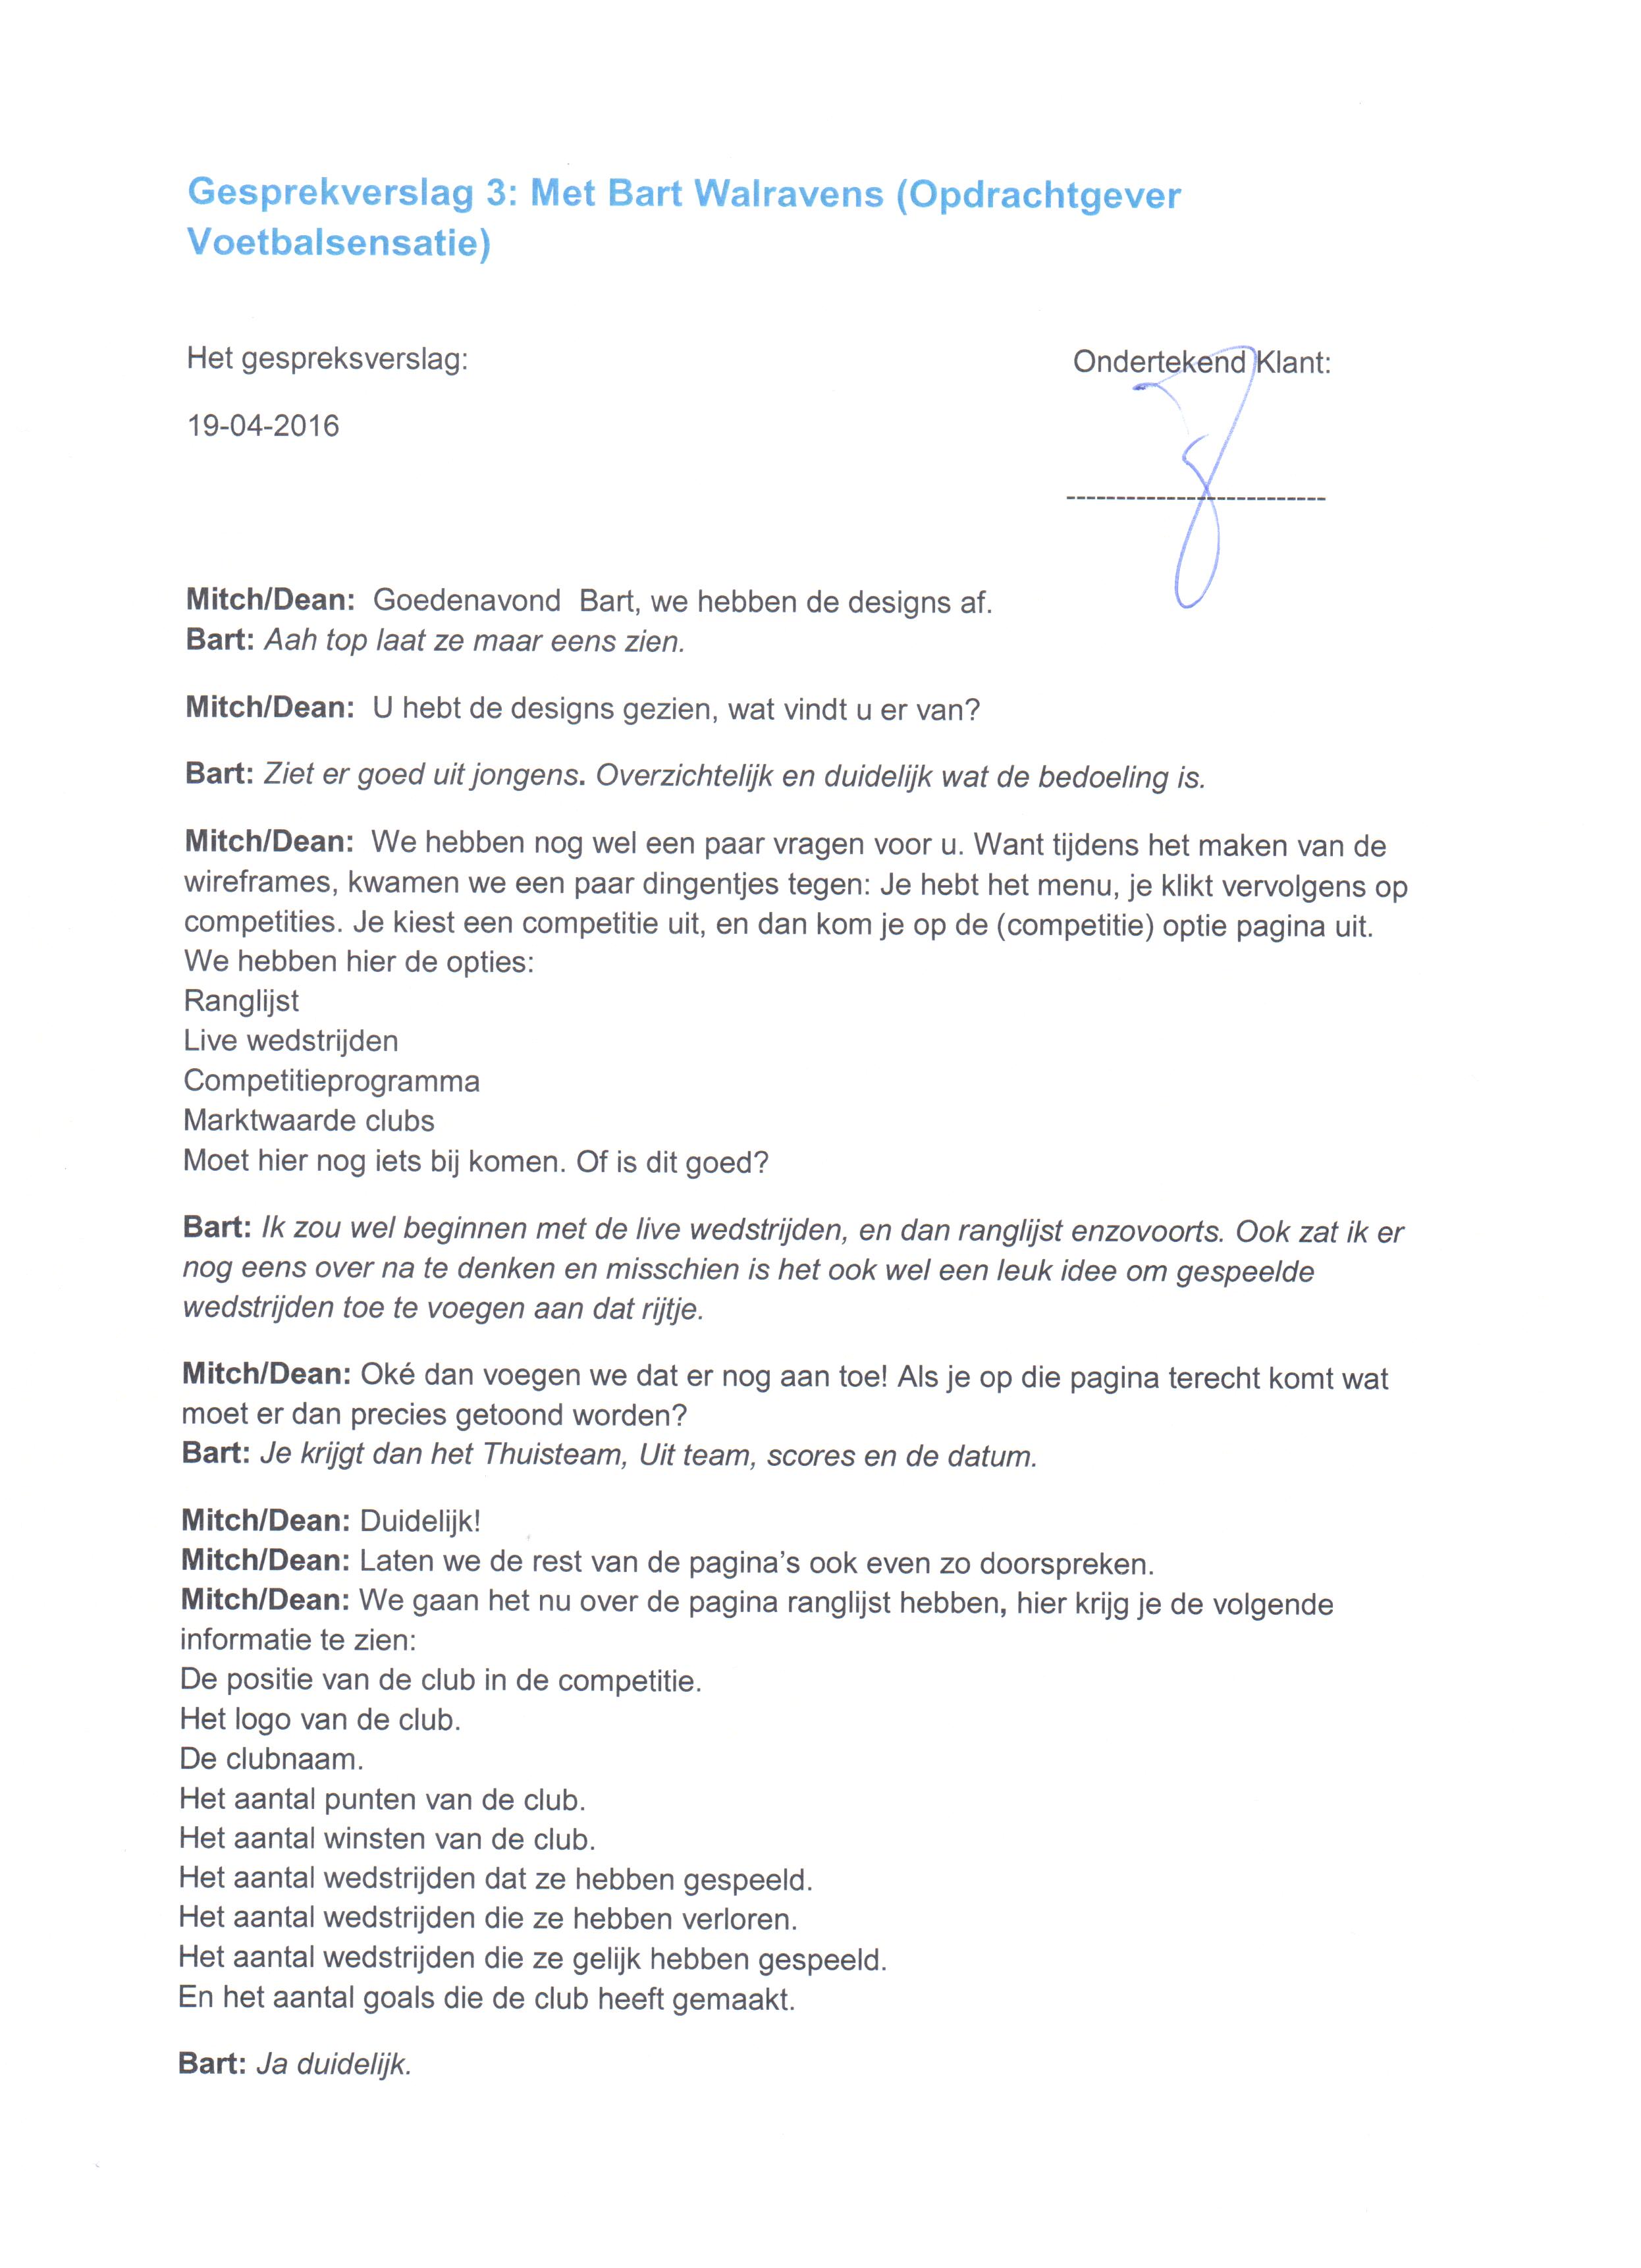 Gesprekverslag 3: Met Bart Walravens (Opdrachtgever
Voetbalsensatie)
Het gespreksverslag:
Ondertekend Klant:
19-04-2016
--------------------------
Mitch/Dean: Goedenavond Bart, we hebben de designs af.
Bart: Aah top laat ze maar eens zien.
Mitch/Dean: U hebt de designs gezien, wat vindt u er van?
Bart: Ziet er goed uit jongens. Overzichtelijk en duidelijk wat de bedoeling is.
Mitch/Dean: We hebben nog wel een paar vragen voor u. Want tijdens het maken van de
wireframes, kwamen we een paar dingentjes tegen: Je hebt het menu, je klikt vervolgens op
competities. Je kiest een competitie uit, en dan kom je op de (competitie) optie pagina uit.
We hebben hier de opties:
Ranglijst
Live wedstrijden
Competitieprogramma
Marktwaarde clubs
Moet hier nog iets bij komen. Of is dit goed?
Bart: Ik zou wel beginnen met de live wedstrijden, en dan ranglijst enzovoorts. Ook zat ik er
nog eens over na te denken en misschien is het ook wel een leuk idee om gespeelde
wedstrijden toe te voegen aan dat rijtje.
Mitch/Dean: Oké dan voegen we dat er nog aan toe! Als je op die pagina terecht komt wat
moet er dan precies getoond worden?
Bart: Je krijgt dan het Thuisteam, Uit team, scores en de datum.
Mitch/Dean: Duidelijk!
Mitch/Dean: Laten we de rest van de pagina’s ook even zo doorspreken.
Mitch/Dean: We gaan het nu over de pagina ranglijst hebben, hier krijg je de volgende
informatie te zien:
De positie van de club in de competitie.
Het logo van de club.
De clubnaam.
Het aantal punten van de club.
Het aantal winsten van de club.
Het aantal wedstrijden dat ze hebben gespeeld.
Het aantal wedstrijden die ze hebben verloren.
Het aantal wedstrijden die ze gelijk hebben gespeeld.
En het aantal goals die de club heeft gemaakt.
Bart: Ja duidelijk.